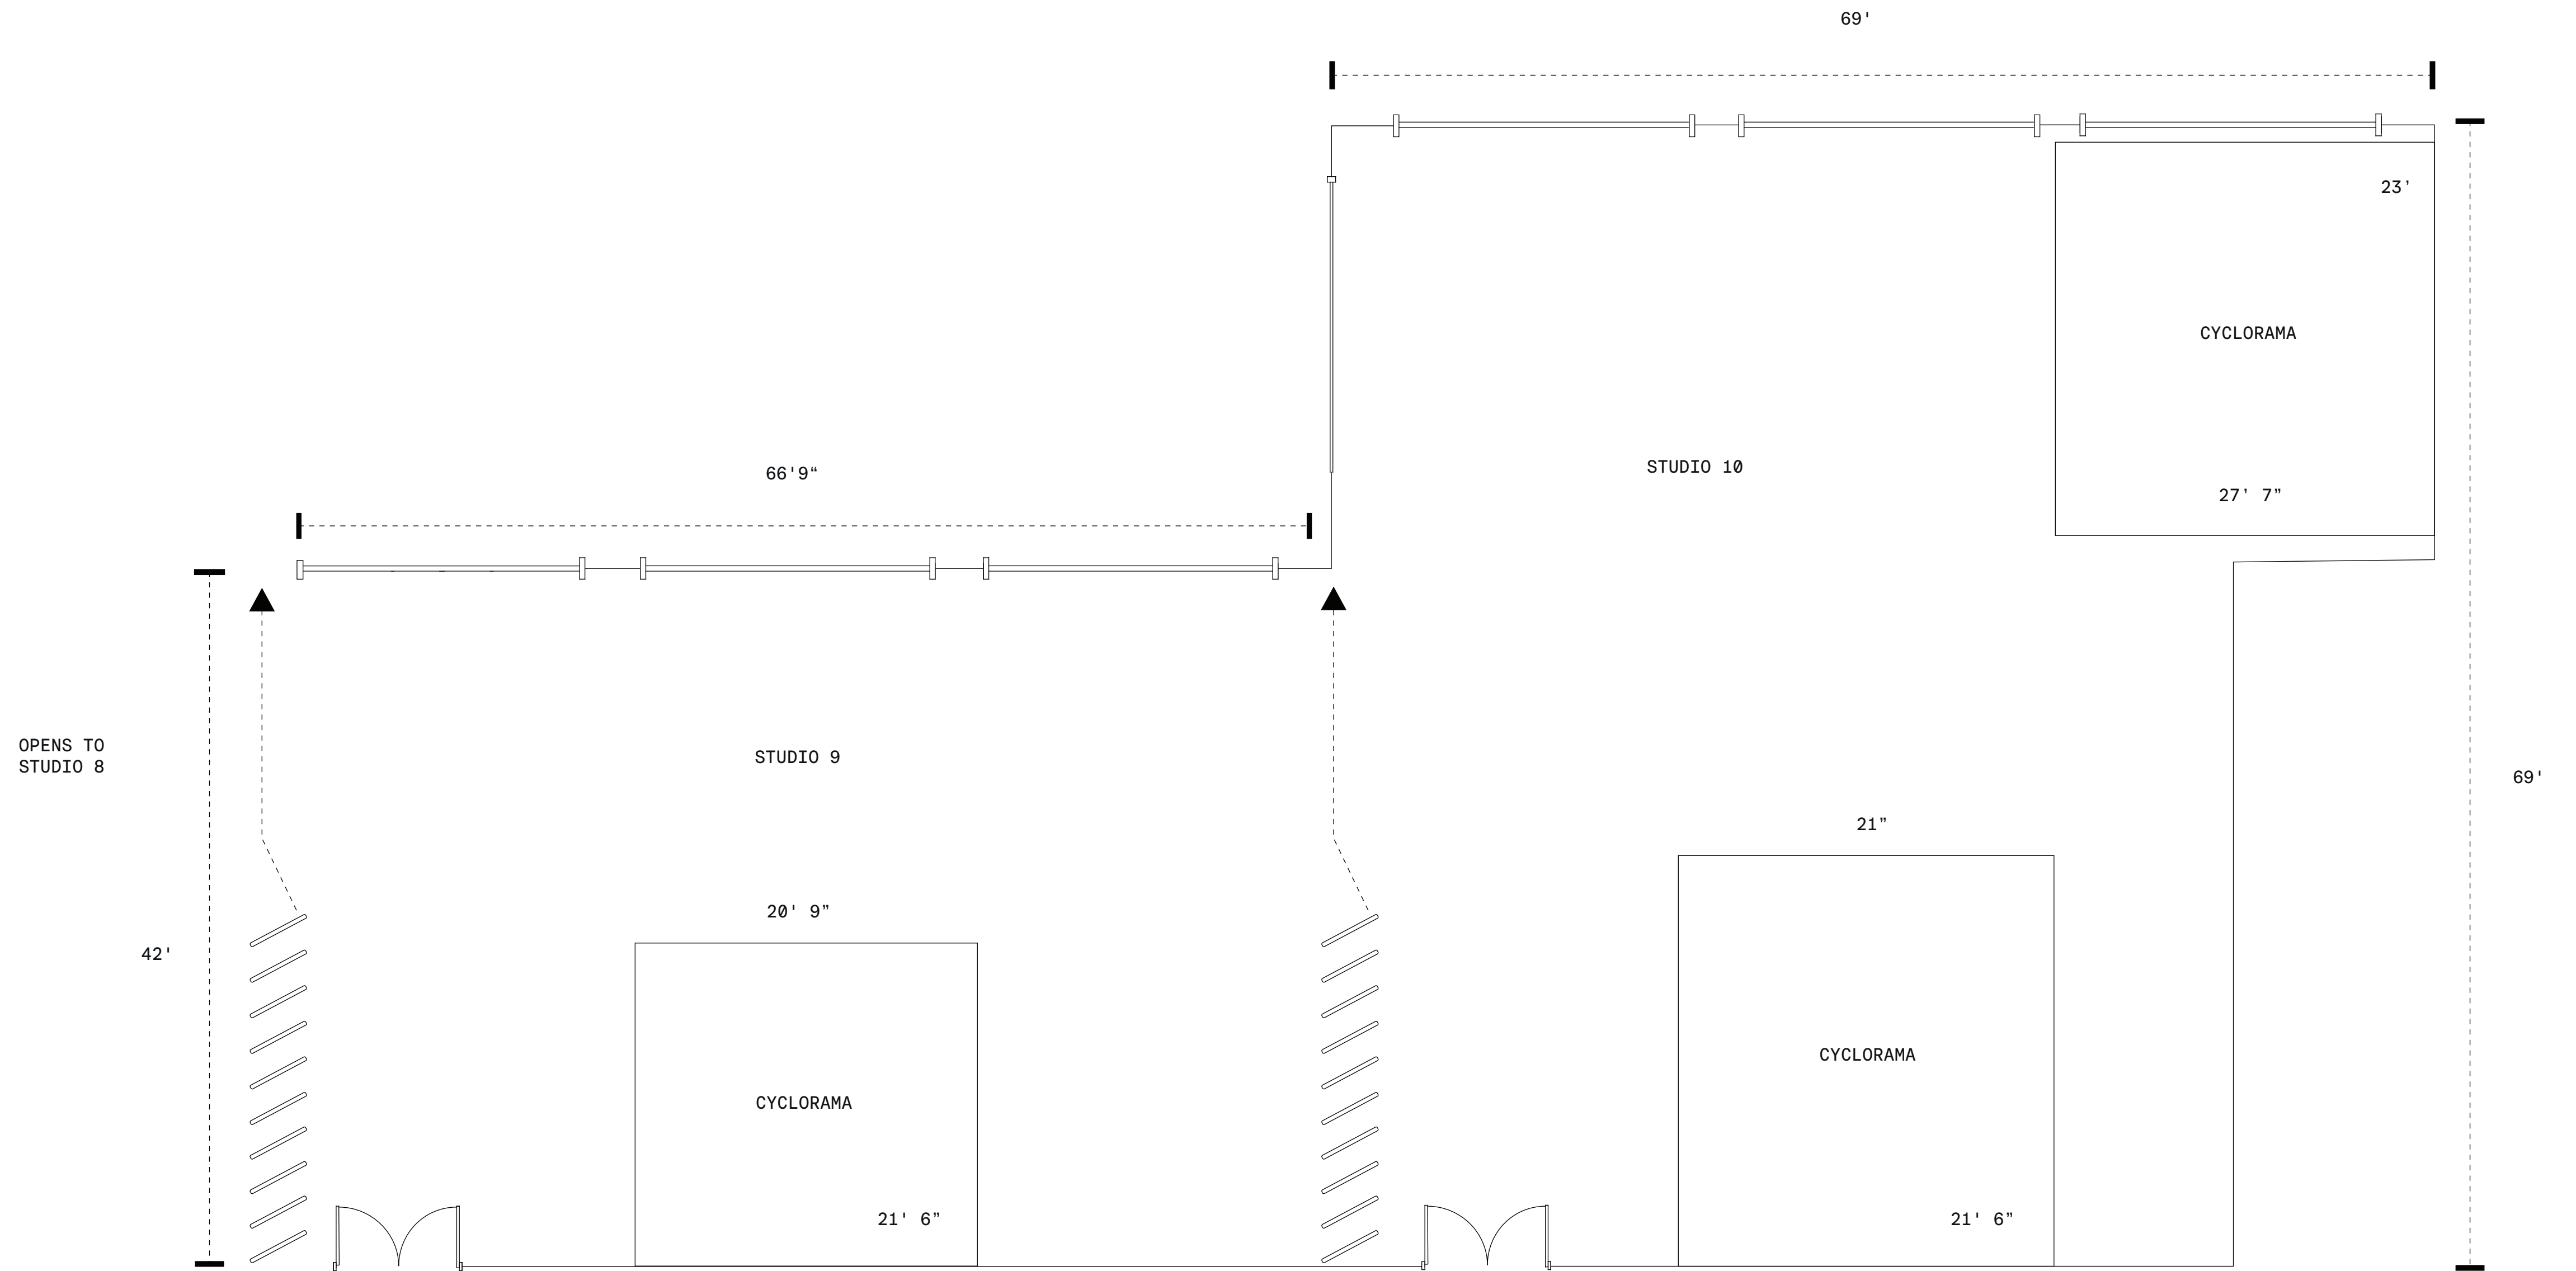 69'
23'
CYCLORAMA
66'9“
STUDIO 10
27' 7”
OPENS TO
STUDIO 8
STUDIO 9
69'
21”
20' 9”
42'
CYCLORAMA
CYCLORAMA
21' 6”
21' 6”